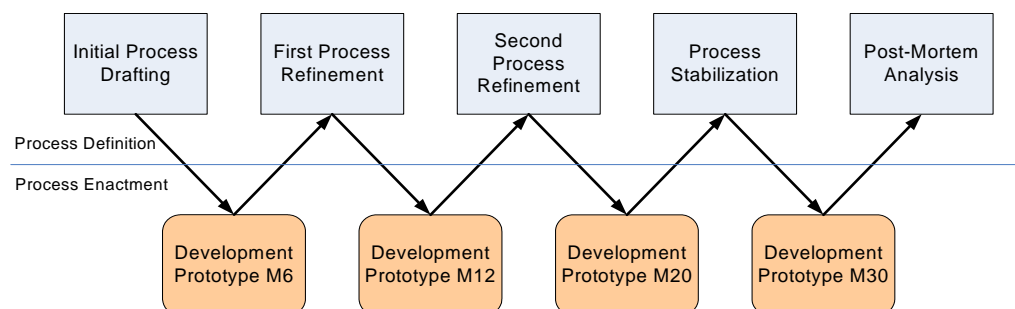 Initial Process
Drafting
First Process
Refinement
Second
Process
Refinement
Process
Stabilization
Post-Mortem
Analysis
Process Definition
Process Enactment
Development
Prototype M6
Development
Prototype M12
Development
Prototype M20
Development
Prototype M30